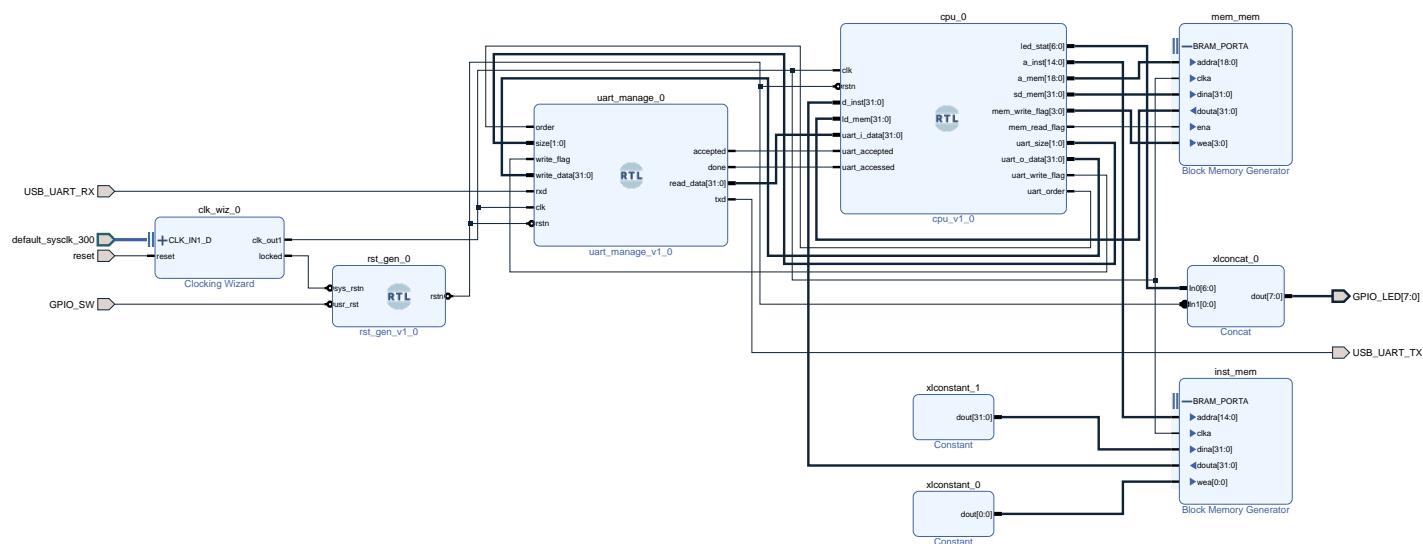 USB_UART_RX
default_sysclk_300
reset
GPIO_SW
clk_wiz_0
CLK_IN1_D
reset
clk_out1
locked
Clocking Wizard
rst_gen_0
sys_rstn
usr_rst
RTL
rstn
rst_gen_v1_0
uart_manage_0
order
size[1:0]
write_flag
write_data[31:0]
rxd
clk
rstn
RTL
accepted
done
read_data[31:0]
txd
uart_manage_v1_0
cpu_0
clk
rstn
d_inst[31:0]
ld_mem[31:0]
uart_i_data[31:0]
uart_accepted
uart_accessed
RTL
led_stat[6:0]
a_inst[14:0]
a_mem[18:0]
sd_mem[31:0]
mem_write_flag[3:0]
mem_read_flag
uart_size[1:0]
uart_o_data[31:0]
uart_write_flag
uart_order
cpu_v1_0
mem_mem
BRAM_PORTA
addra[18:0]
clka
dina[31:0]
douta[31:0]
ena
wea[3:0]
Block Memory Generator
xlconcat_0
In0[6:0]
In1[0:0]
dout[7:0]
Concat
GPIO_LED[7:0]
USB_UART_TX
xlconstant_1
dout[31:0]
Constant
xlconstant_0
dout[0:0]
Constant
inst_mem
BRAM_PORTA
addra[14:0]
clka
dina[31:0]
douta[31:0]
wea[0:0]
Block Memory Generator